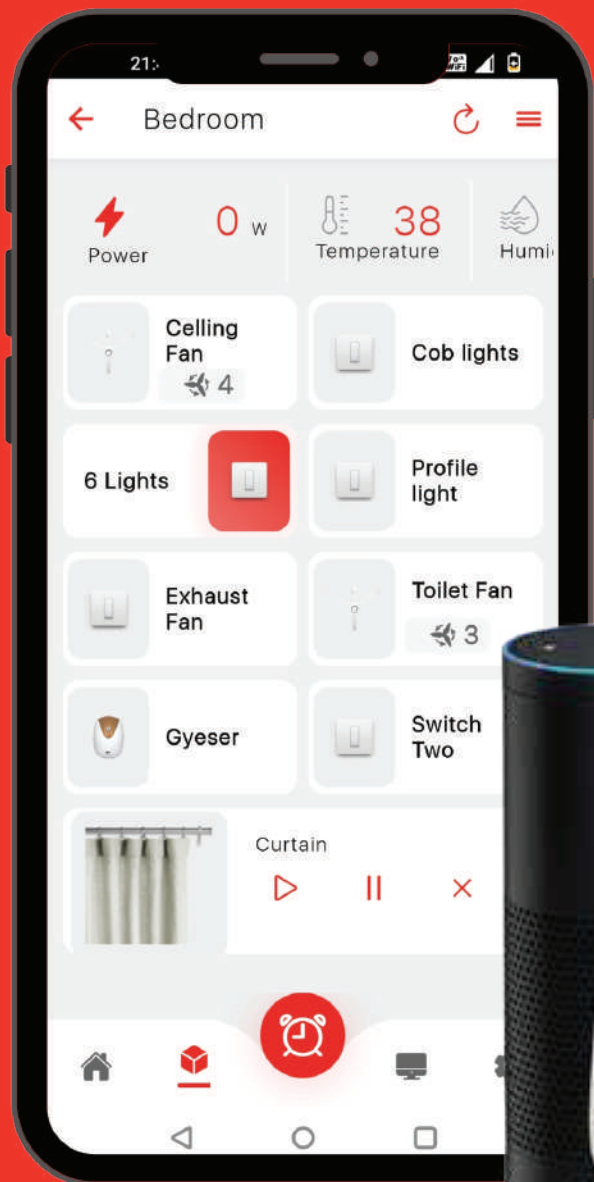 21:
Bedroom
0 w
38
Power
Temperature
Humi
Celling
Fan
4
Cob lights
6 Lights
Profile
light
Exhaust
Fan
Toilet Fan
3
Gyeser
Switch
Two
Curtain